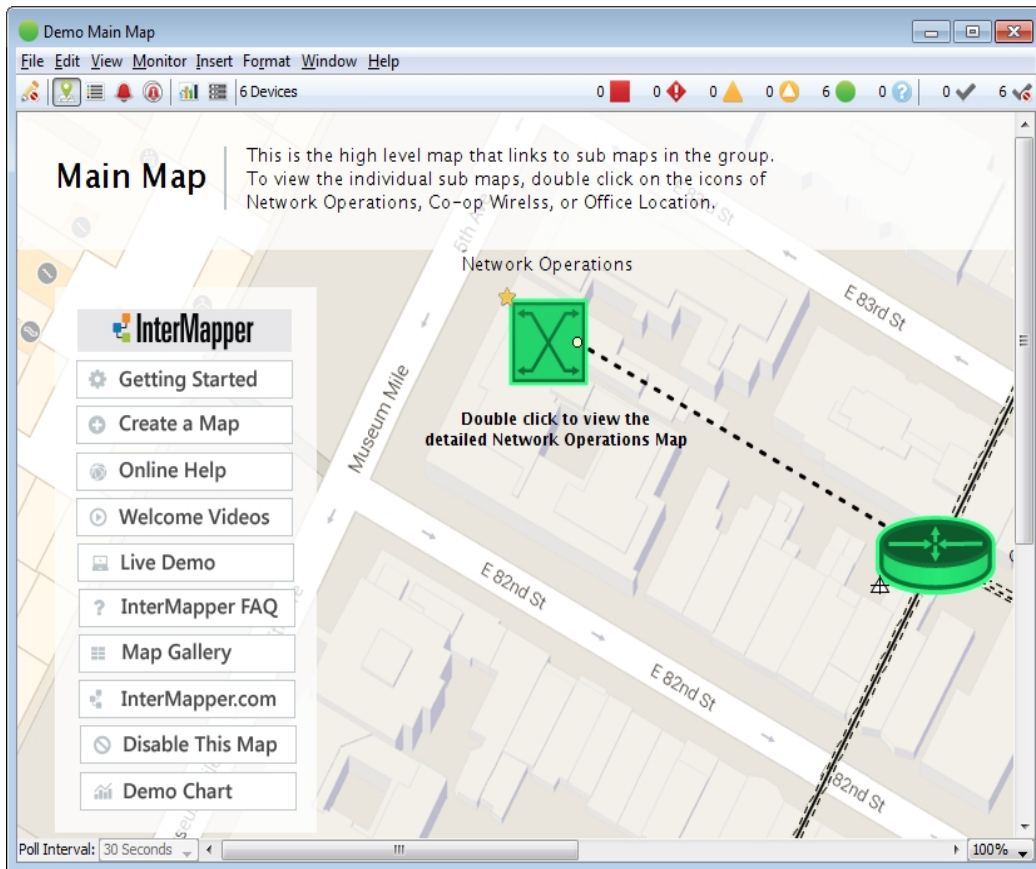 Demo Main Map
File Edit View Monitor Insert Format Window Help
6 Devices 0 0 0 0 6 0 0 6
Main Map
This is the high level map that links to sub maps in the group.
To view the individual sub maps, double click on the icons of
Network Operations, Co-op Wirelss, or Office Location.
5th Ave
E 83rd St
Network Operations
E 83rd St
InterMapper
Getting Started
Create a Map
Online Help
Welcome Videos
Live Demo
InterMapper FAQ
Map Gallery
InterMapper.com
Disable This Map
Demo Chart
Museum Mile
Double click to view the
detailed Network Operations Map
E 82nd St
E 82nd St
82nd St
Poll Interval: 30 Seconds
100%